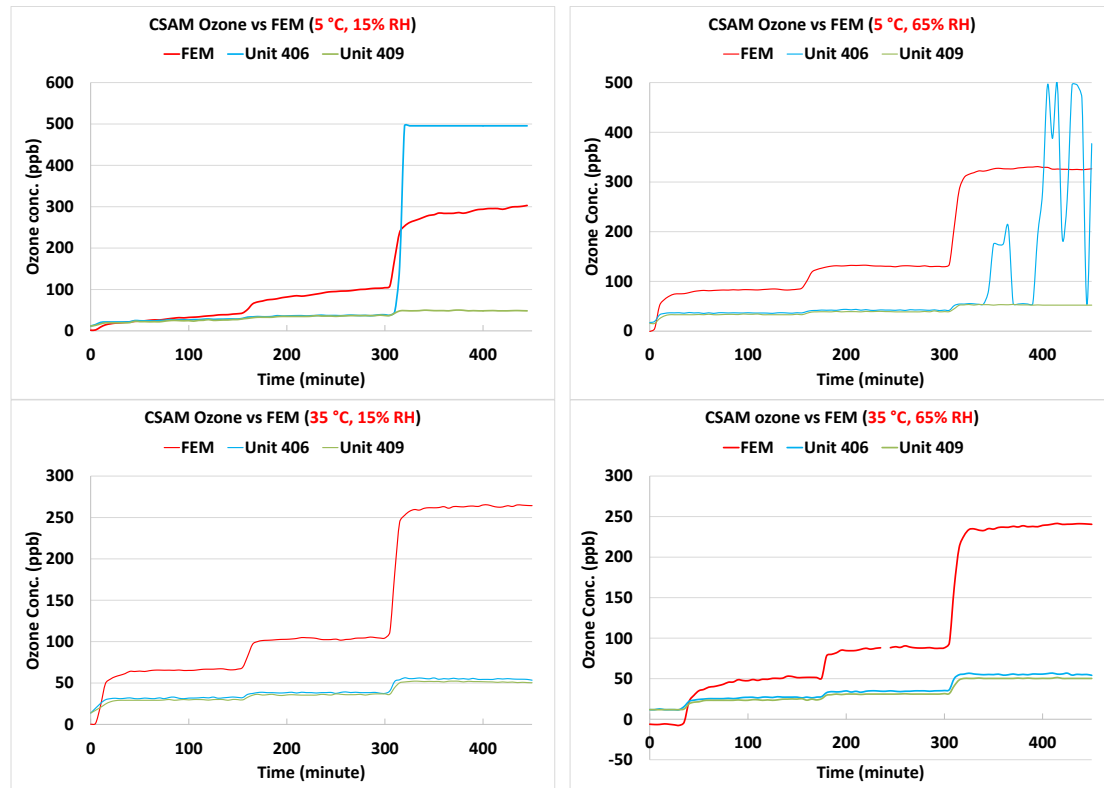 CSAM Ozone vs FEM (5 °C, 15% RH)
FEM Unit 406 Unit 409
600
500
400
300
200
100
0
0 100 200 300 400
Ozone conc. (ppb)
Time (minute)
CSAM Ozone vs FEM (5 °C, 65% RH)
FEM Unit 406 Unit 409
500
400
300
200
100
0
0 100 200 300 400
Ozone Conc. (ppb)
Time (minute)
CSAM Ozone vs FEM (35 °C, 15% RH)
FEM Unit 406 Unit 409
300
250
200
150
100
50
0
0 100 200 300 400
Ozone Conc. (ppb)
Time (minute)
CSAM ozone vs FEM (35 °C, 65% RH)
FEM Unit 406 Unit 409
300
250
200
150
100
50
0
-50
0 100 200 300 400
Ozone Conc. (ppb)
Time (minute)